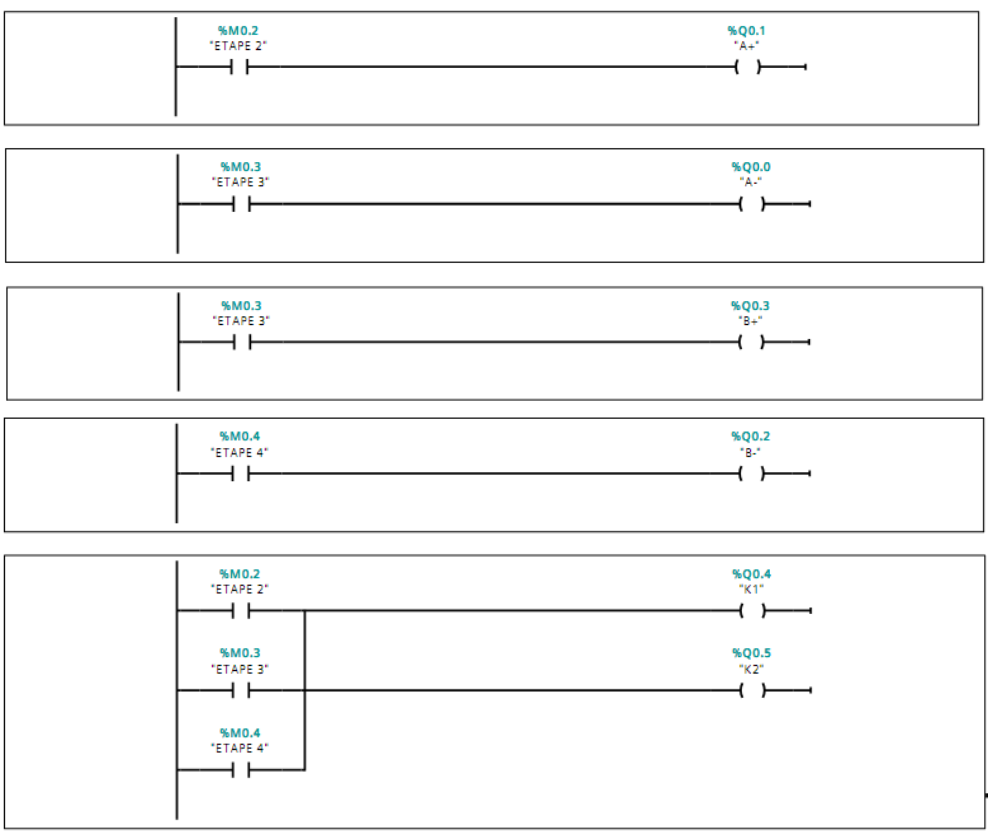 %M0.2
"ETAPE 2"
%Q0.1
"A+"
%M0.3
"ETAPE 3"
%Q0.0
"A-"
%M0.3
"ETAPE 3"
%Q0.3
"B+"
%M0.4
"ETAPE 4"
%Q0.2
"B-"
%M0.2
"ETAPE 2"
%Q0.4
"K1"
%M0.3
"ETAPE 3"
%Q0.5
"K2"
%M0.4
"ETAPE 4"